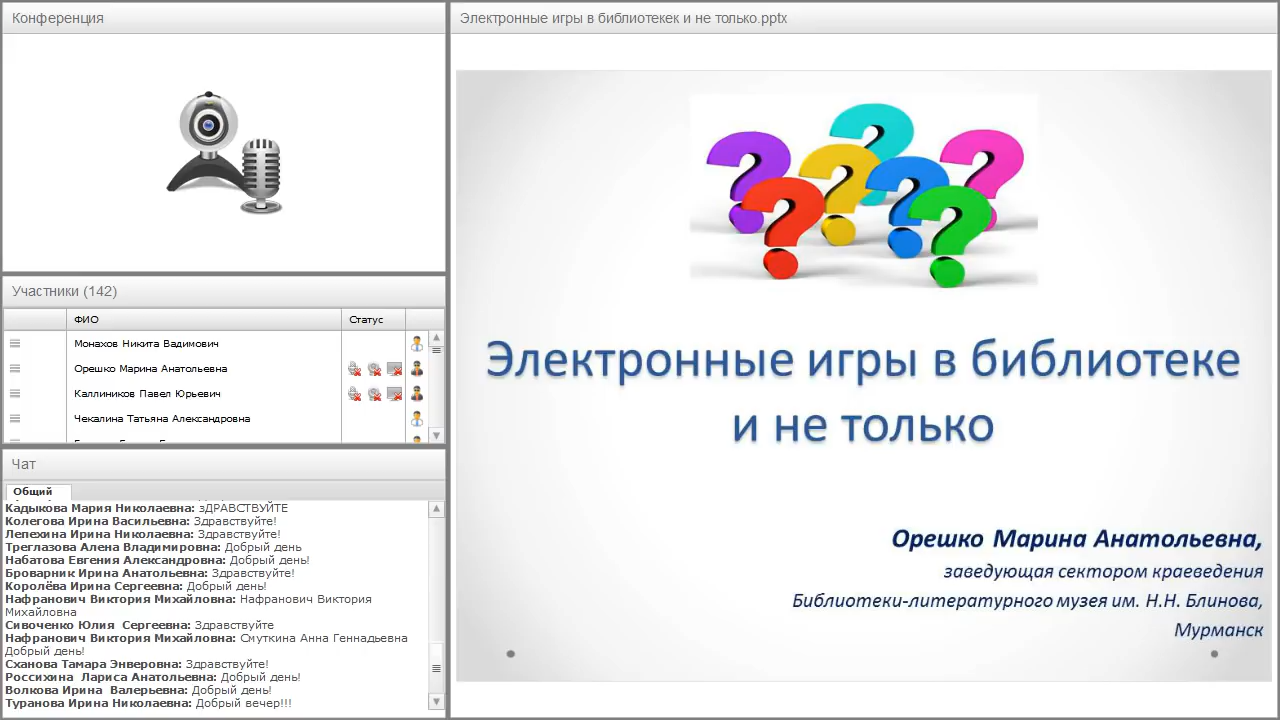 Конференция
Участники (142)
ФИО Статус
Монахов Никита Вадимович
Орешко Марина Анатольевна
Каллиников Павел Юрьевич
Чекалина Татьяна Александровна
Чат
Общий
Кадыкова Мария Николаевна: зДРАВСТВУЙТЕ
Колегова Ирина Васильевна: Здравствуйте!
Лепехина Ирина Николаевна: Здравствуйте!
Треглазова Алена Владимировна: Добрый день
Набатова Евгения Александровна: Добрый день!
Броварник Ирина Анатольевна: Здравствуйте!
Королёва Ирина Сергеевна: Добрый день!
Нафранович Виктория Михайловна: Нафранович Виктория
Михайловна
Сивоченко Юлия Сергеевна: Здравствуйте
Нафранович Виктория Михайловна: Смуткина Анна Геннадьевна
Добрый день!
Сханова Тамара Энверовна: Здравствуйте!
Россихина Лариса Анатольевна: Добрый день!
Волкова Ирина Валерьевна: Добрый день!
Туранова Ирина Николаевна: Добрый вечер!!!
Электронные игры в библиотекек и не только.pptx
Электронные игры в библиотеке
и не только
Орешко Марина Анатольевна,
заведующая сектором краеведения
Библиотеки-литературного музея им. Н.Н. Блинова,
Мурманск